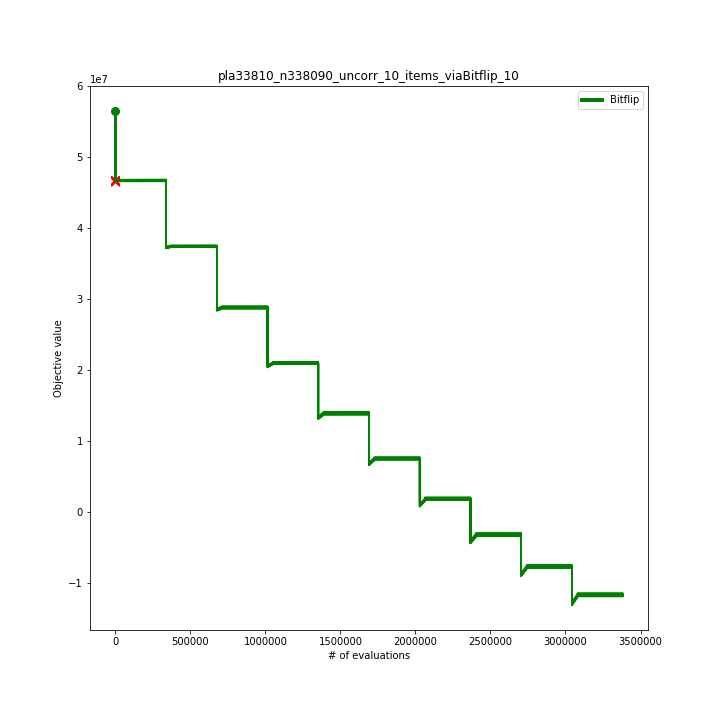 pla33810_n338090_uncorr_10_items_viaBitflip_10
1e7
Bitflip
6
5
4
3
2
1
0
−1
Objective value
0 500000 1000000 1500000 2000000 2500000 3000000 3500000
# of evaluations